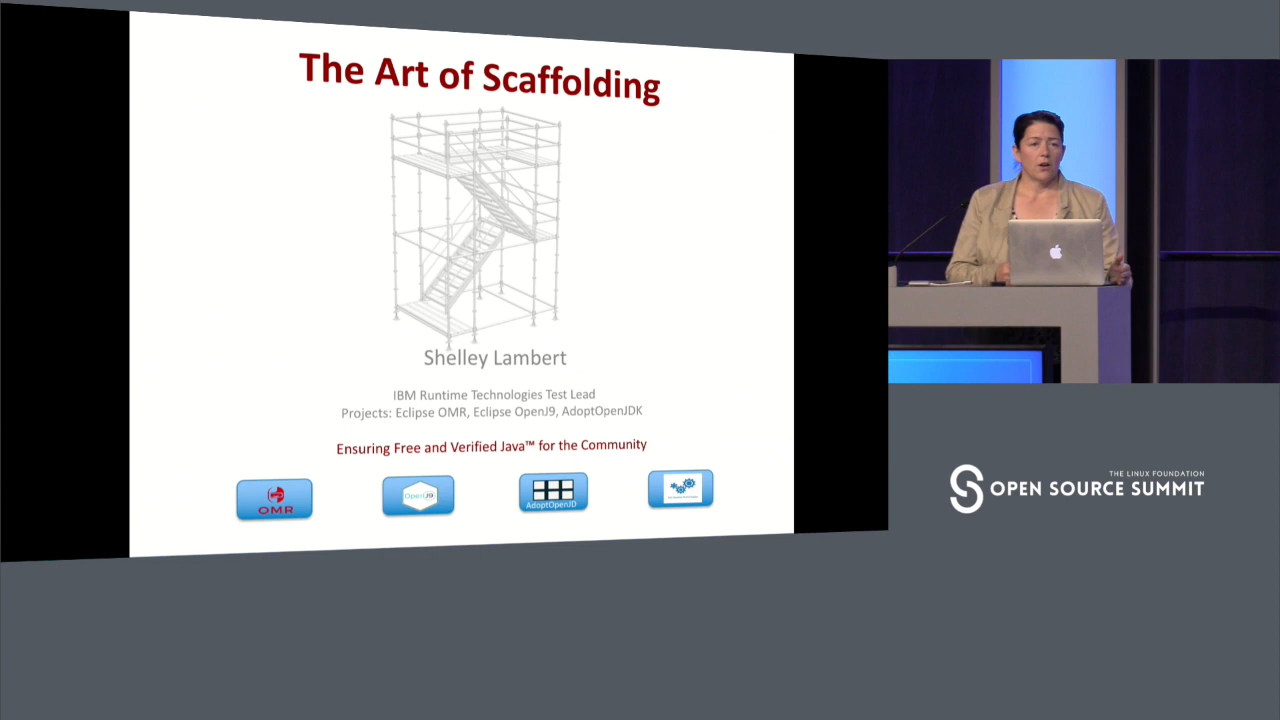 The Art of Scaffolding
Shelley Lambert
IBM Runtime Technologies Test Lead
Projects: Eclipse OMR, Eclipse OpenJ9, AdoptOpenJDK
Ensuring Free and Verified Java™ for the Community
OMR
OpenJ9
AdoptOpenJD
THE LINUX FOUNDATION
OPEN SOURCE SUMMIT